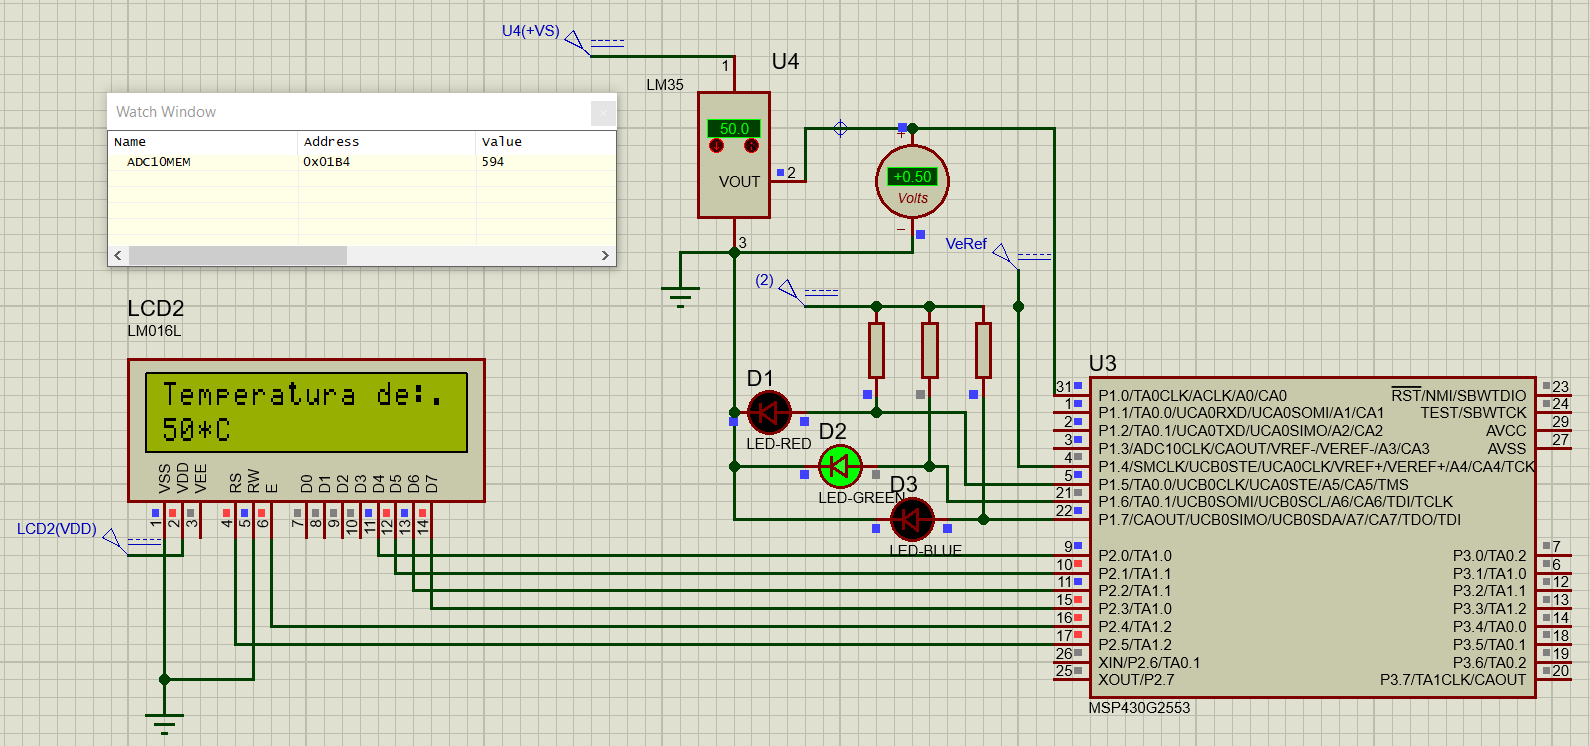 U4(+VS)
1
U4
LM35
50.0
VOUT
2
3
+
+0.50
Volts
−
Watch Window
Name Address Value
ADC10MEM 0x01B4 594
VeRef
(2)
LCD2
LM016L
Temperatura de:.
50*C
VSS VDD VEE RS RW E D0 D1 D2 D3 D4 D5 D6 D7
1 2 3 4 5 6 7 8 9 10 11 12 13 14
LCD2(VDD)
D1
LED-RED
D2
LED-GREEN
D3
LED-BLUE
U3
31 P1.0/TA0CLK/ACLK/A0/CA0 RST/NMI/SBWTDIO 23
1 P1.1/TA0.0/UCA0RXD/UCA0SOMI/A1/CA1 TEST/SBWTCK 24
2 P1.2/TA0.1/UCA0TXD/UCA0SIMO/A2/CA2 AVCC 29
3 P1.3/ADC10CLK/CAOUT/VREF-/VEREF-/A3/CA3 AVSS 27
4 P1.4/SMCLK/UCB0STE/UCA0CLK/VREF+/VEREF+/A4/CA4/TCK
5 P1.5/TA0.0/UCB0CLK/UCA0STE/A5/CA5/TMS
21 P1.6/TA0.1/UCB0SOMI/UCB0SCL/A6/CA6/TDI/TCLK
22 P1.7/CAOUT/UCB0SIMO/UCB0SDA/A7/CA7/TDO/TDI
9 P2.0/TA1.0 P3.0/TA0.2 7
10 P2.1/TA1.1 P3.1/TA1.0 6
11 P2.2/TA1.1 P3.2/TA1.1 12
15 P2.3/TA1.0 P3.3/TA1.2 13
16 P2.4/TA1.2 P3.4/TA0.0 14
17 P2.5/TA1.2 P3.5/TA0.1 18
26 XIN/P2.6/TA0.1 P3.6/TA0.2 19
25 XOUT/P2.7 P3.7/TA1CLK/CAOUT 20
MSP430G2553